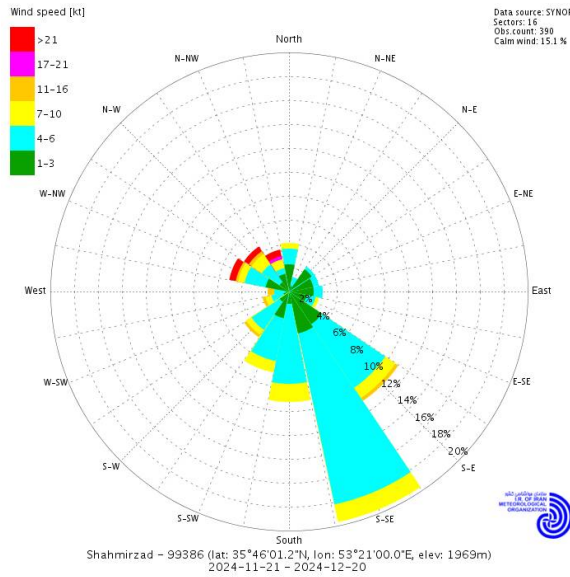 Wind speed [kt]
>21
17-21
11-16
7-10
4-6
1-3
Data source: SYNOP
Sectors: 16
Obs.count: 390
Calm wind: 15.1 %
North
N-NW
N-NE
N-W
N-E
W-NW
E-NE
West
East
W-SW
E-SE
S-W
S-E
S-SW
S-SE
South
2%
4%
6%
8%
10%
12%
14%
16%
18%
20%
سازمان هواشناسی کشور
I.R. OF IRAN
METEOROLOGICAL
ORGANIZATION
Shahmirzad - 99386 (lat: 35°46'01.2"N, lon: 53°21'00.0"E, elev: 1969m)
2024-11-21 - 2024-12-20